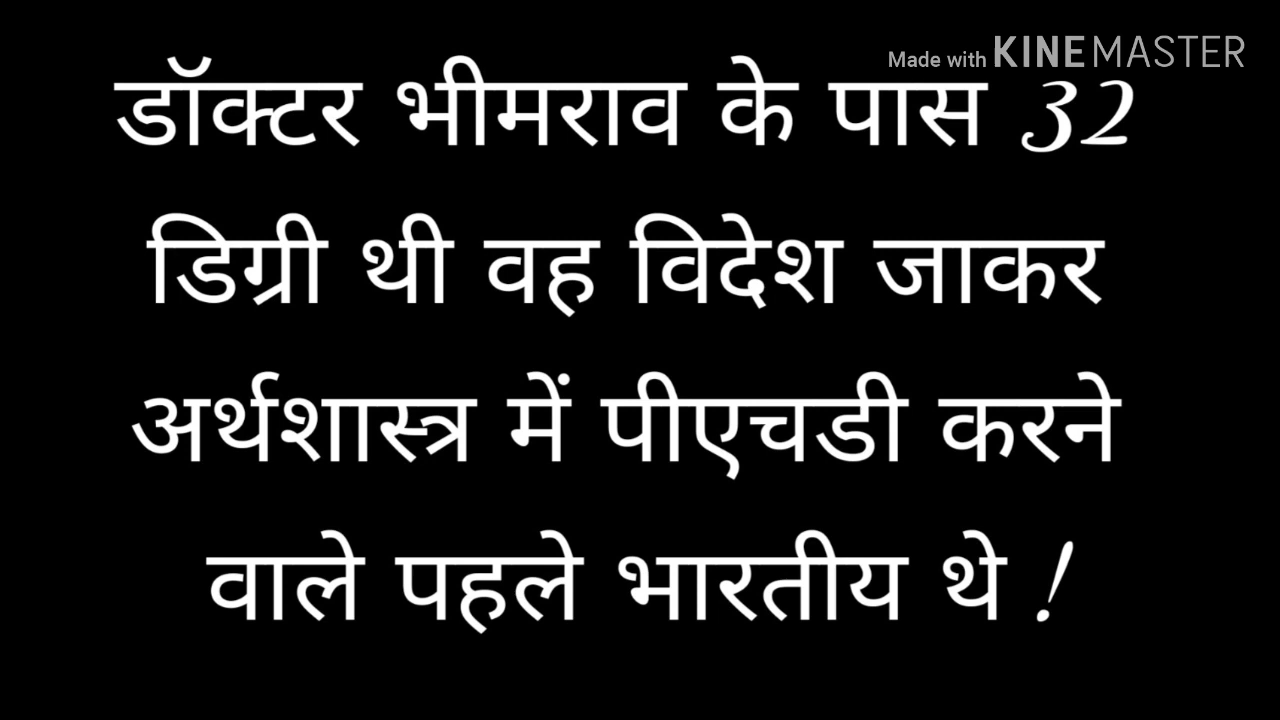 Made with KINEMASTER
डॉक्टर भीमराव के पास 32
डिग्री थी वह विदेश जाकर
अर्थशास्त्र में पीएचडी करने
वाले पहले भारतीय थे !